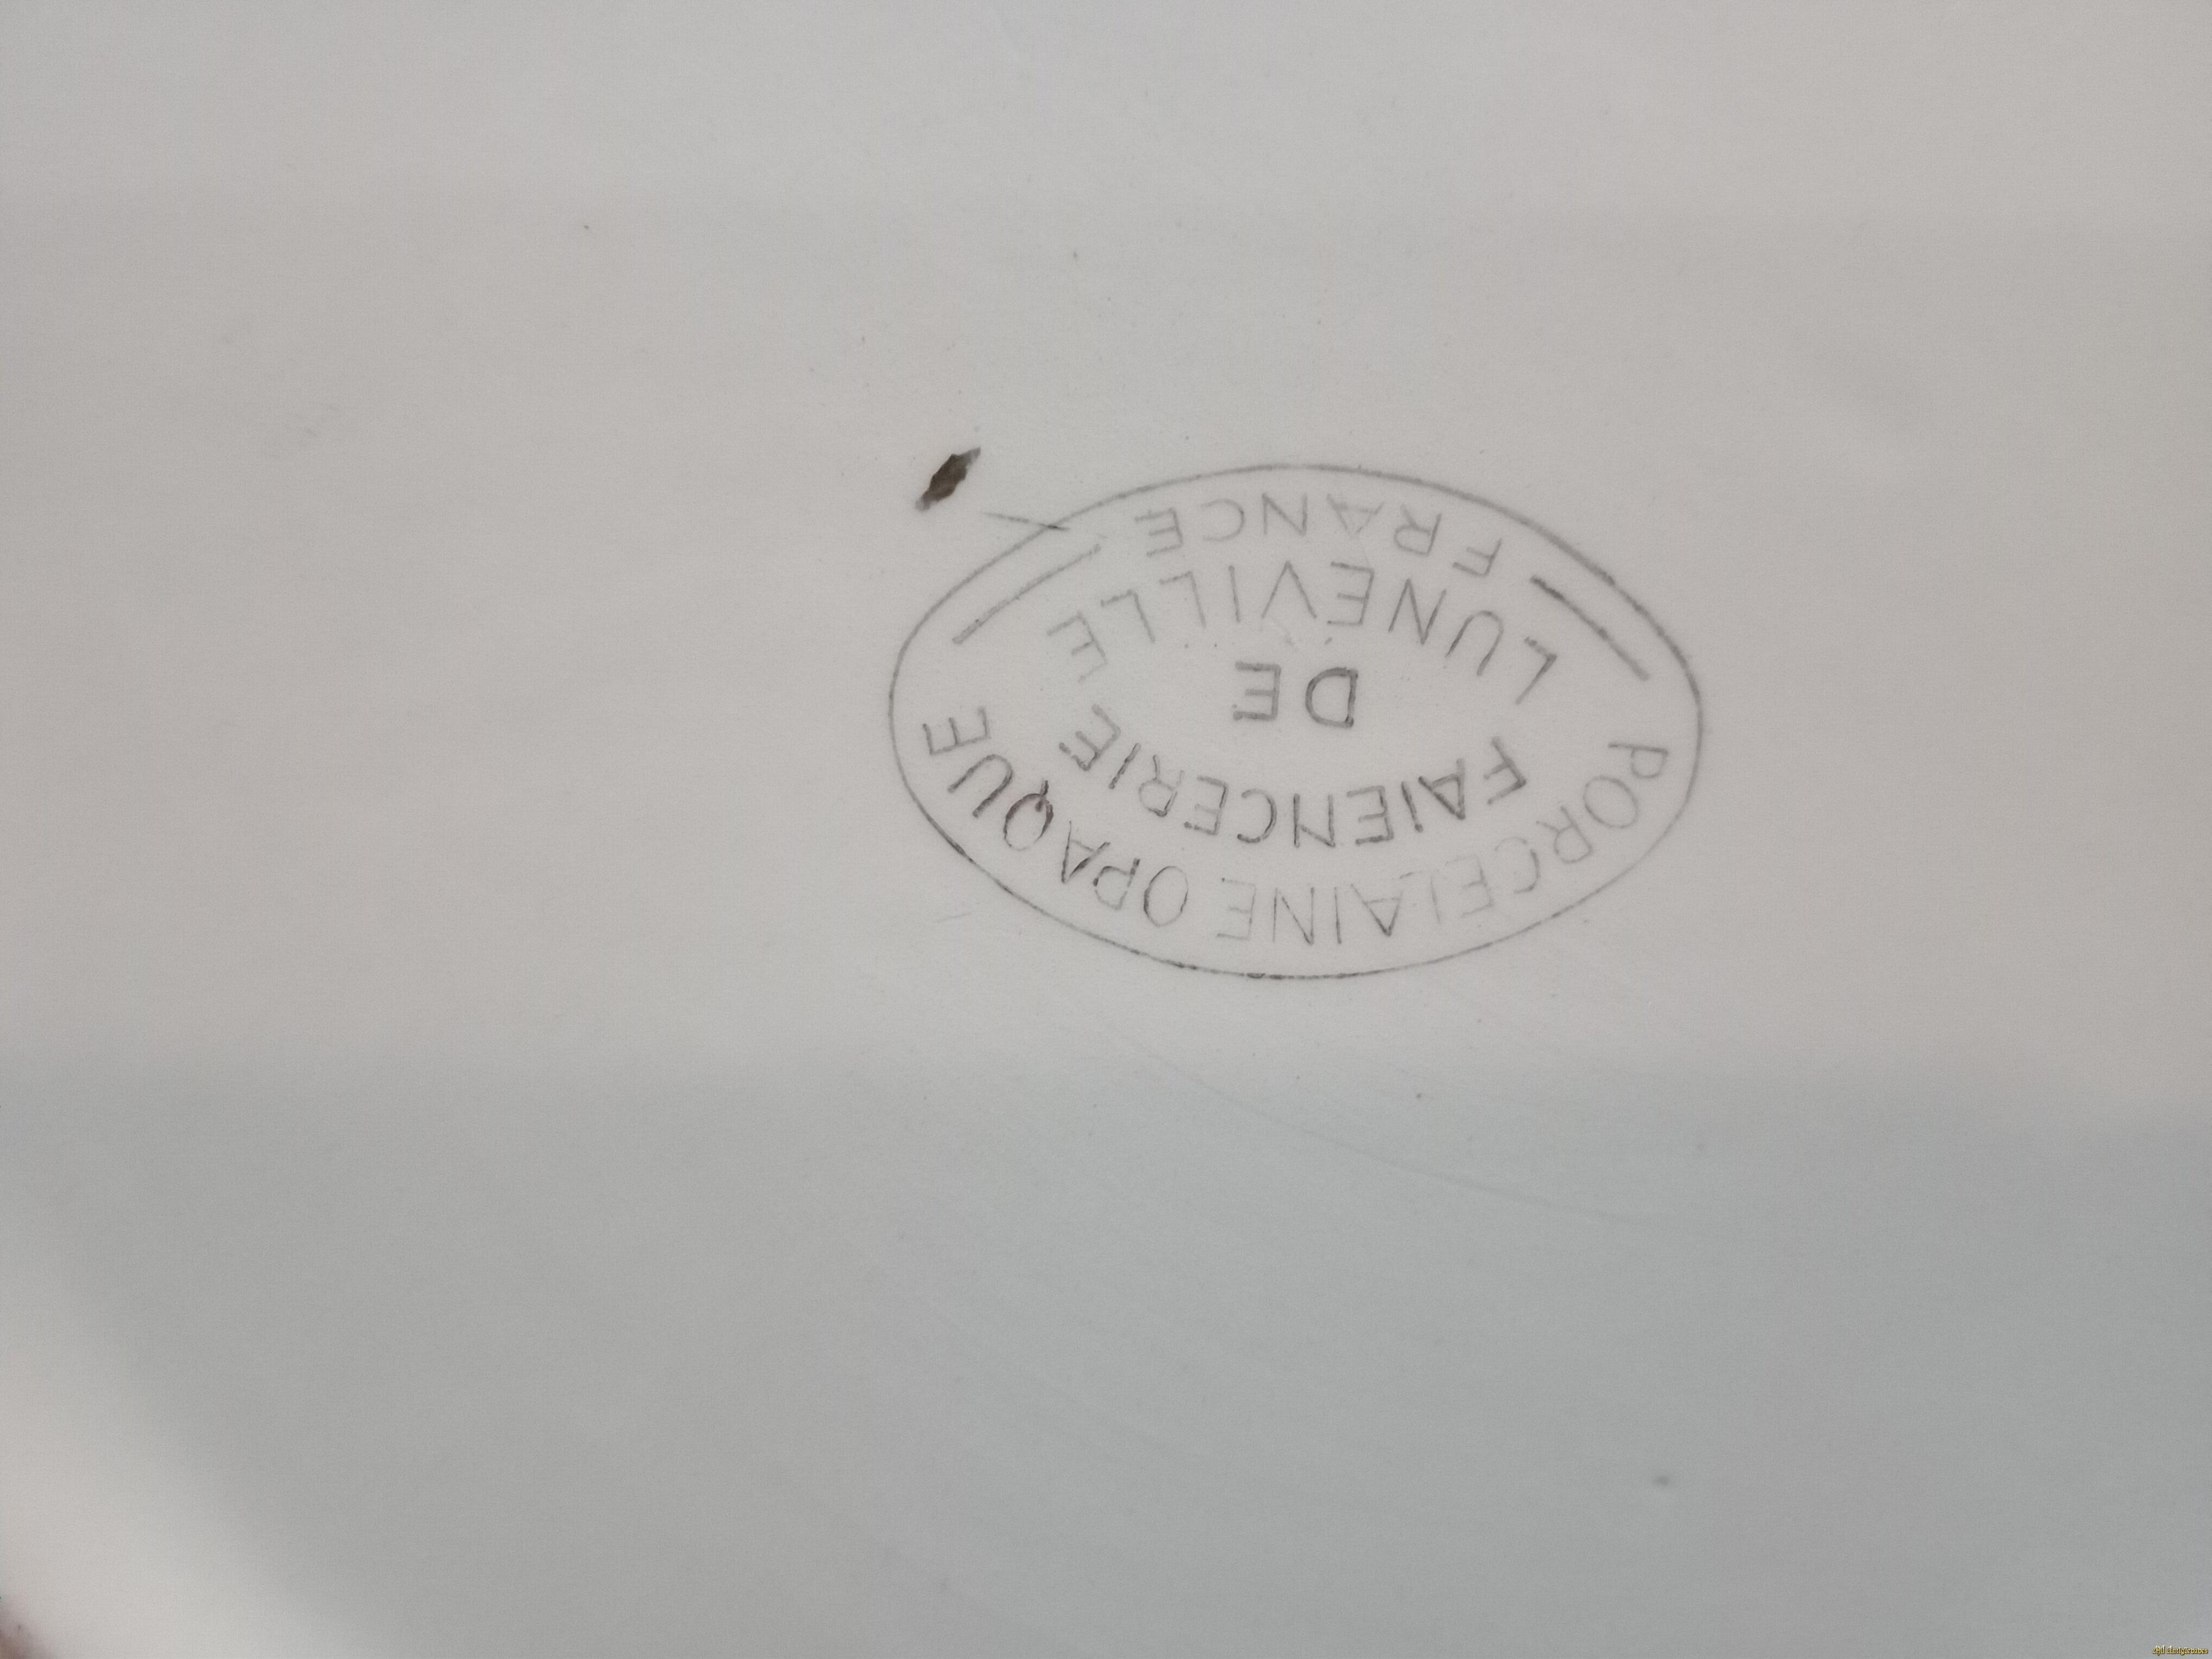 PORCELAINE OPAQUE
FAIENCERIE
DE
LUNÉVILLE
FRANCE